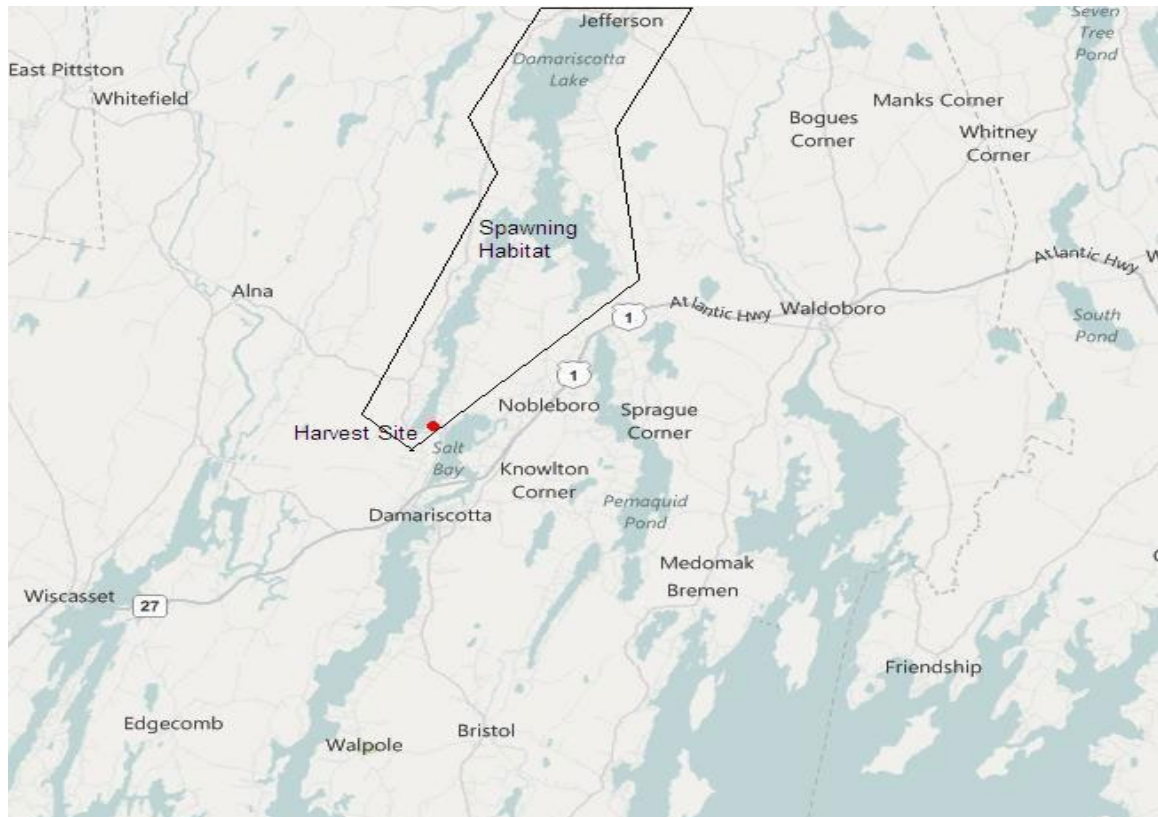 Jefferson
Seven
Tree
Pond
Damariscotta
Lake
East Pittston
Whitefield
Manks Corner
Bogues
Corner
Whitney
Corner
Spawning
Habitat
Atlantic Hwy
W
Alna
Atlantic Hwy
Waldoboro
1
South
Pond
1
Nobleboro
Sprague
Corner
Harvest Site
Salt
Bay
Knowlton
Corner
Pemaquid
Pond
Damariscotta
Medomak
Bremen
Wiscasset
27
Friendship
Edgecomb
Bristol
Walpole